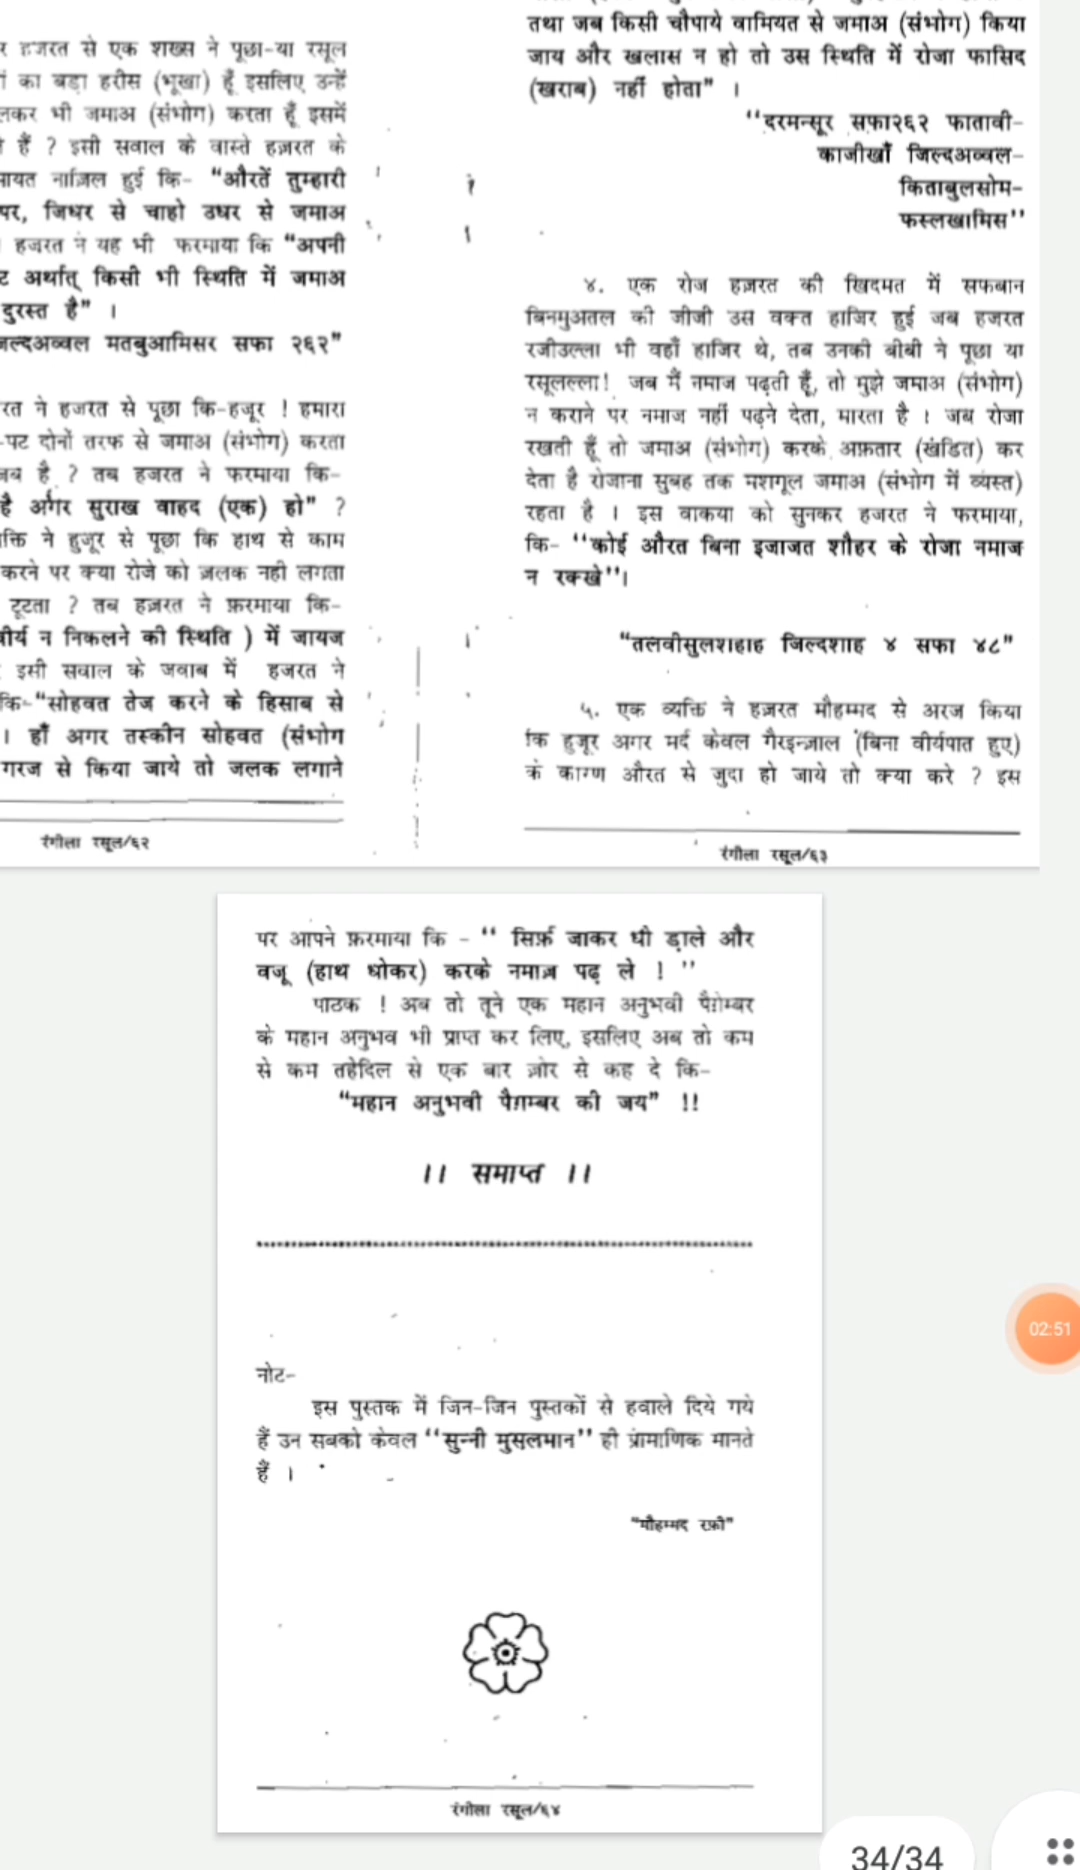 हजरत से एक शख्स ने पूछा-या रसूल
का बड़ा हरीस (भूखा) हूँ इसलिए उन्हें
भी जमाअ (संभोग) करता हूँ इसमें
हैं ? इसी सवाल के वास्ते हज़रत के
नाज़िल हुई कि- “औरतें तुम्हारी
पर, जिधर से चाहो उधर से जमाअ
हजरत ने यह भी फरमाया कि “अपनी
अर्थात् किसी भी स्थिति में जमाअ
दुरस्त है” ।
मतबुआमिसर सफा २६२”
ने हजरत से पूछा कि-हजूर ! हमारा
-पट दोनों तरफ से जमाअ (संभोग) करता
है ? तब हजरत ने फरमाया कि-
है अगर सुराख वाहद (एक) हो” ?
ने हुजूर से पूछा कि हाथ से काम
करने पर क्या रोजे को ज़लक नही लगता
टूटता ? तब हज़रत ने फ़रमाया कि-
न निकलने की स्थिति ) में जायज
इसी सवाल के जवाब में हजरत ने
कि-“सोहवत तेज करने के हिसाब से
। हाँ अगर तस्कीन सोहवत (संभोग
गरज से किया जाये तो जलक लगाने
रंगीला रसूल/६२
तथा जब किसी चौपाये वामियत से जमाअ (संभोग) किया
जाय और खलास न हो तो उस स्थिति में रोजा फासिद
(खराब) नहीं होता” ।
‘‘दरमन्सूर सफा२६२ फातावी-
काजीखाँ जिल्दअव्वल-
किताबुलसोम-
फस्लखामिस’’
४. एक रोज हज़रत की खिदमत में सफबान
बिनमुअतल की जीजी उस वक्त हाजिर हुई जब हजरत
रजीउल्ला भी वहाँ हाजिर थे, तब उनकी बीबी ने पूछा या
रसूलल्ला! जब मैं नमाज पढ़ती हूँ, तो मुझे जमाअ (संभोग)
न कराने पर नमाज नहीं पढ़ने देता, मारता है । जब रोजा
रखती हूँ तो जमाअ (संभोग) करके अफ़तार (खंडित) कर
देता है रोजाना सुबह तक मशगूल जमाअ (संभोग में व्यस्त)
रहता है । इस वाकया को सुनकर हजरत ने फरमाया,
कि- ‘‘कोई औरत बिना इजाजत शौहर के रोजा नमाज
न रक्खे’’।
“तलवीसुलशहाह जिल्दशाह ४ सफा ४८”
५. एक व्यक्ति ने हज़रत मौहम्मद से अरज किया
कि हुजूर अगर मर्द केवल गैरइन्ज़ाल (बिना वीर्यपात हुए)
के कारण औरत से जुदा हो जाये तो क्या करे ? इस
रंगीला रसूल/६३
पर आपने फ़रमाया कि - ‘‘ सिर्फ़ जाकर धी ड़ाले और
वजू (हाथ धोकर) करके नमाज़ पढ़ ले ! ’’
पाठक ! अब तो तूने एक महान अनुभवी पैग़ेम्बर
के महान अनुभव भी प्राप्त कर लिए, इसलिए अब तो कम
से कम तहेदिल से एक बार ज़ोर से कह दे कि-
“महान अनुभवी पैग़म्बर की जय” !!
।। समाप्त ।।
02:51
नोट-
इस पुस्तक में जिन-जिन पुस्तकों से हवाले दिये गये
हैं उन सबको केवल ‘‘सुन्नी मुसलमान’’ ही प्रामाणिक मानते
हैं ।
“मौहम्मद रफ़ी”
रंगीला रसूल/६४
34/34